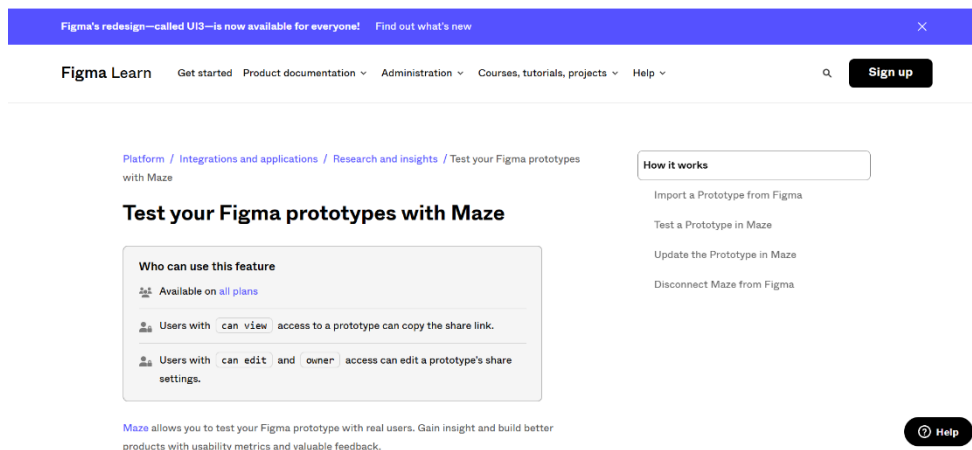 Figma's redesign—called UI3—is now available for everyone! Find out what's new
Figma Learn Get started Product documentation Administration Courses, tutorials, projects Help Sign up
Platform / Integrations and applications / Research and insights / Test your Figma prototypes
with Maze
Test your Figma prototypes with Maze
Who can use this feature
Available on all plans
Users with can view access to a prototype can copy the share link.
Users with can edit and owner access can edit a prototype's share
settings.
Maze allows you to test your Figma prototype with real users. Gain insight and build better
products with usability metrics and valuable feedback.
How it works
Import a Prototype from Figma
Test a Prototype in Maze
Update the Prototype in Maze
Disconnect Maze from Figma
Help